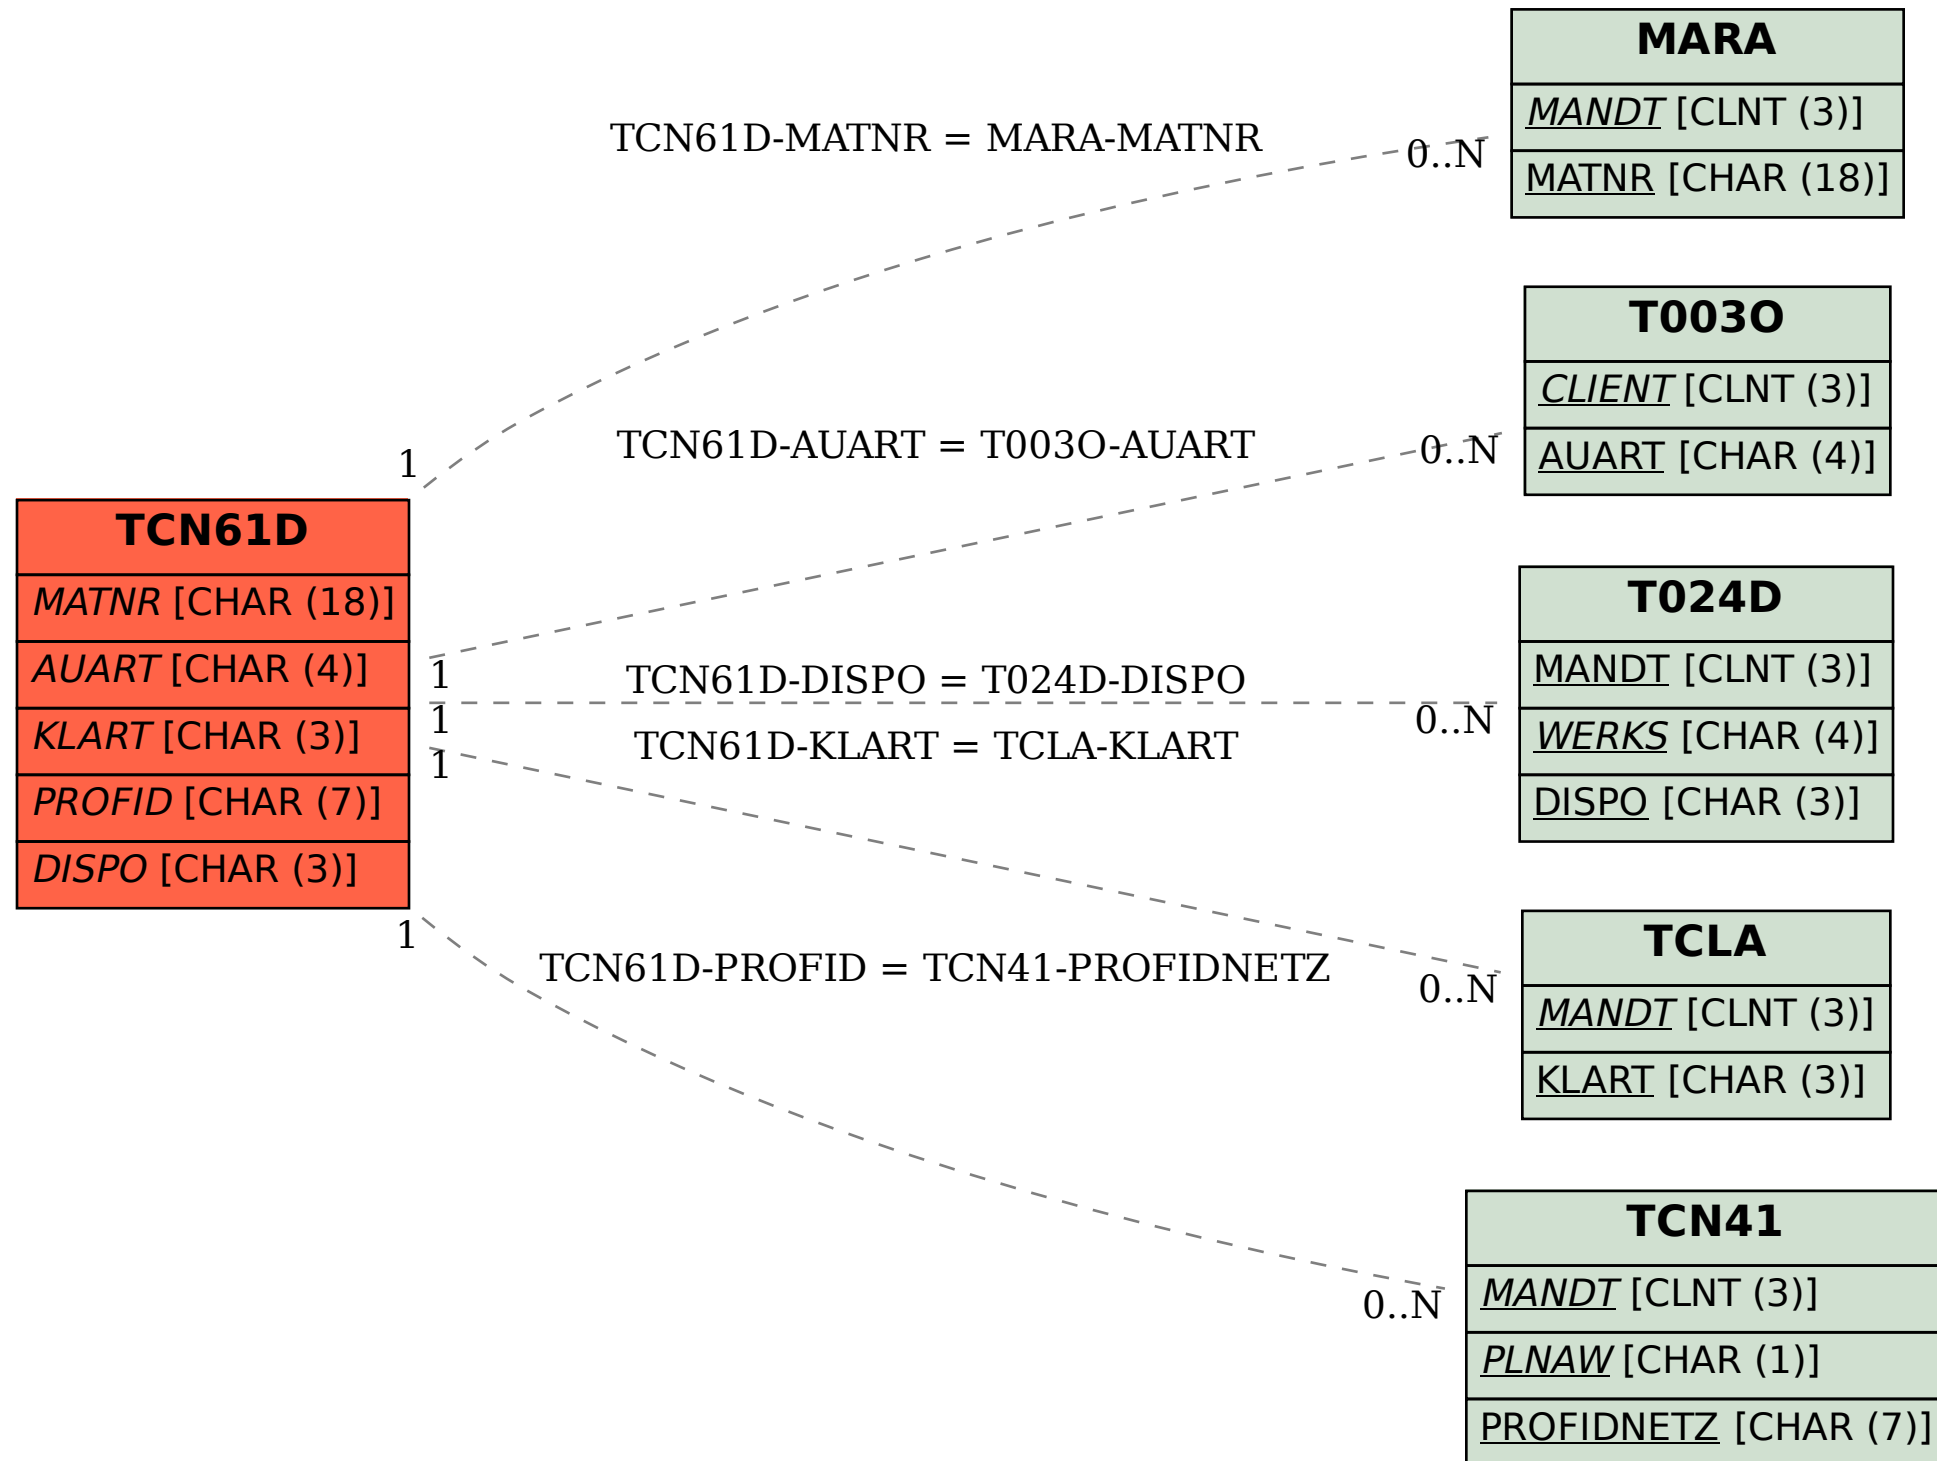 MARA
MANDT [CLNT (3)]
MATNR [CHAR (18)]
TCN61D-MATNR = MARA-MATNR
0..N
1
T003O
CLIENT [CLNT (3)]
AUART [CHAR (4)]
TCN61D-AUART = T003O-AUART
0..N
1
TCN61D
MATNR [CHAR (18)]
AUART [CHAR (4)]
KLART [CHAR (3)]
PROFID [CHAR (7)]
DISPO [CHAR (3)]
T024D
MANDT [CLNT (3)]
WERKS [CHAR (4)]
DISPO [CHAR (3)]
TCN61D-DISPO = T024D-DISPO
1
0..N
TCN61D-KLART = TCLA-KLART
1
0..N
TCLA
MANDT [CLNT (3)]
KLART [CHAR (3)]
1
TCN61D-PROFID = TCN41-PROFIDNETZ
0..N
TCN41
MANDT [CLNT (3)]
PLNAW [CHAR (1)]
PROFIDNETZ [CHAR (7)]